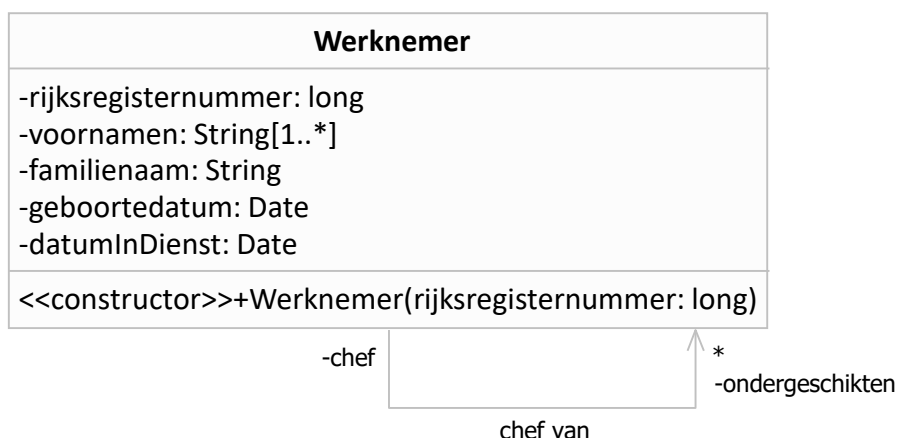 Werknemer
-rijksregisternummer: long
-voornamen: String[1..*]
-familienaam: String
-geboortedatum: Date
-datumInDienst: Date
<<constructor>>+Werknemer(rijksregisternummer: long)
-chef
*
-ondergeschikten
chef van